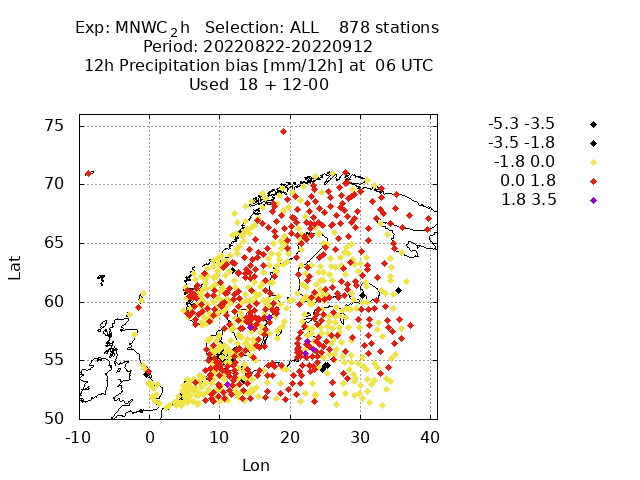 Exp: MNWC_2h   Selection: ALL    878 stations
Period: 20220822-20220912
12h Precipitation bias [mm/12h] at  06 UTC
Used  18 + 12-00
-5.3 -3.5
-3.5 -1.8
-1.8 0.0
0.0 1.8
1.8 3.5
75
70
65
60
55
50
Lat
-10 0 10 20 30 40
Lon